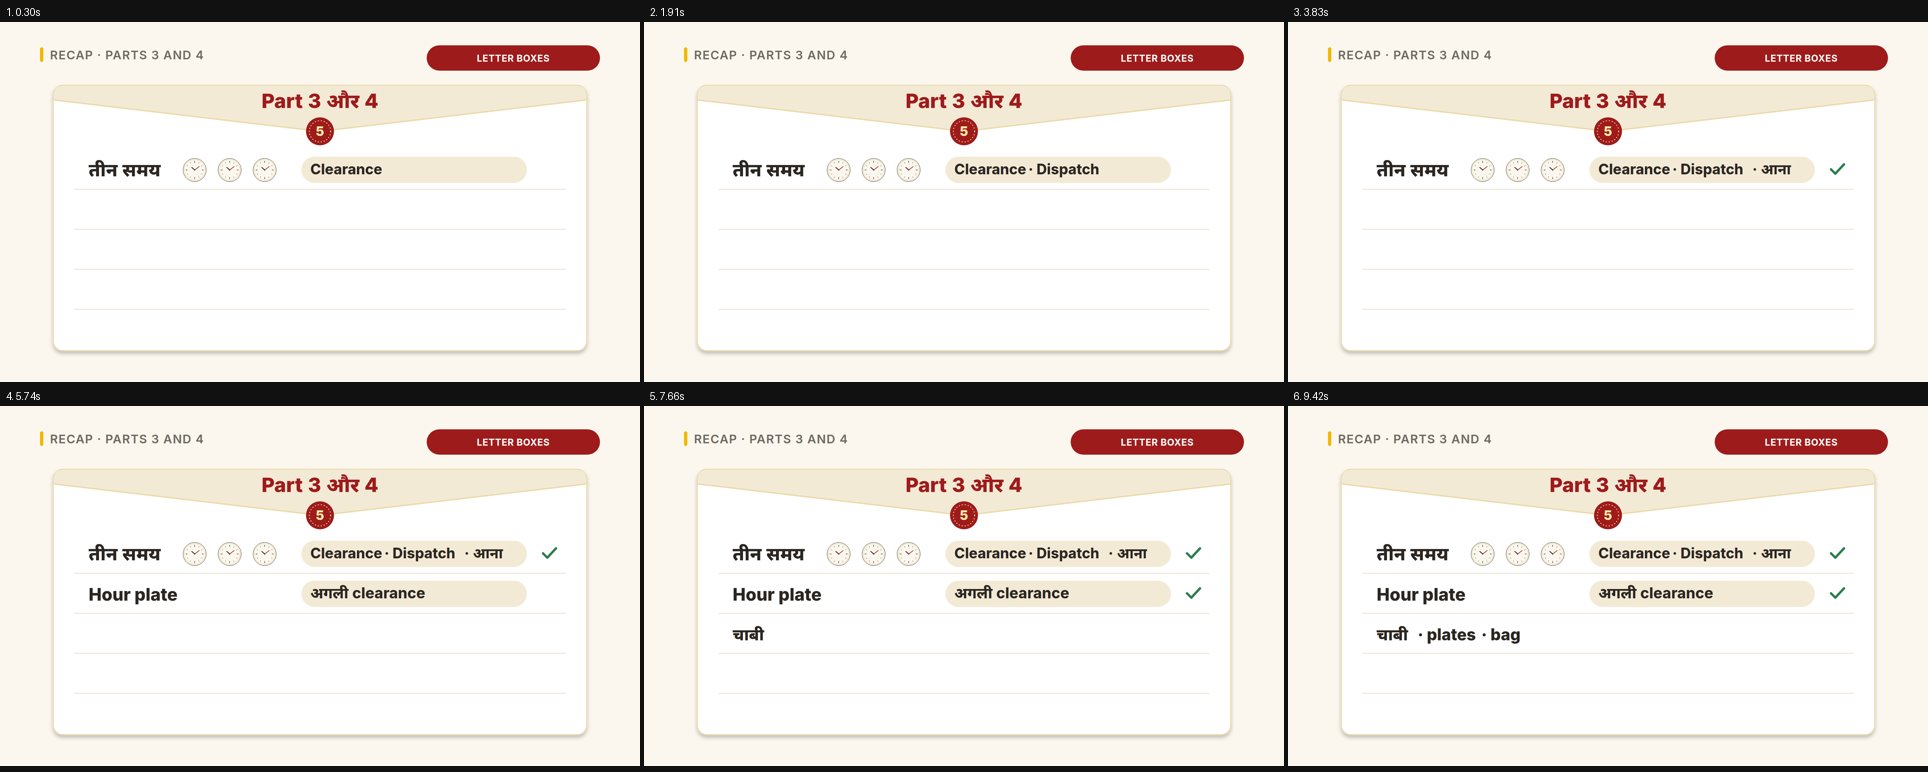 1. 0.30s
RECAP · PARTS 3 AND 4
LETTER BOXES
Part 3 और 4
5
तीन समय Clearance
2. 1.91s
RECAP · PARTS 3 AND 4
LETTER BOXES
Part 3 और 4
5
तीन समय Clearance · Dispatch
3. 3.83s
RECAP · PARTS 3 AND 4
LETTER BOXES
Part 3 और 4
5
तीन समय Clearance · Dispatch · आना
4. 5.74s
RECAP · PARTS 3 AND 4
LETTER BOXES
Part 3 और 4
5
तीन समय Clearance · Dispatch · आना
Hour plate अगली clearance
5. 7.66s
RECAP · PARTS 3 AND 4
LETTER BOXES
Part 3 और 4
5
तीन समय Clearance · Dispatch · आना
Hour plate अगली clearance
चाबी
6. 9.42s
RECAP · PARTS 3 AND 4
LETTER BOXES
Part 3 और 4
5
तीन समय Clearance · Dispatch · आना
Hour plate अगली clearance
चाबी · plates · bag